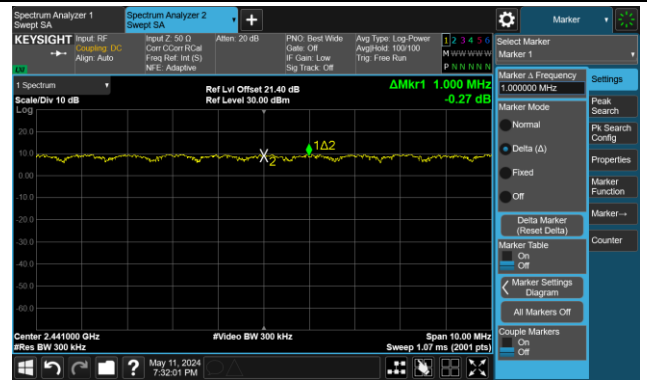 Spectrum Analyzer 1
Swept SA
Spectrum Analyzer 2
Swept SA
Marker
KEYSIGHT
Input: RF
Coupling: DC
Align: Auto
Input Z: 50 Ω
Corr CCorr RCal
Freq Ref: Int (S)
NFE: Adaptive
Atten: 20 dB
PNO: Best Wide
Gate: Off
IF Gain: Low
Sig Track: Off
Avg Type: Log-Power
Avg|Hold: 100/100
Trig: Free Run
1 2 3 4 5 6
M W W W W W
P N N N N N
Select Marker
Marker 1
1 Spectrum
Scale/Div 10 dB
Log
Ref Lvl Offset 21.40 dB
Ref Level 30.00 dBm
ΔMkr1 1.000 MHz
-0.27 dB
20.0
10.0
0.00
-10.0
-20.0
-30.0
-40.0
-50.0
-60.0
X2
1Δ2
Center 2.441000 GHz
#Res BW 300 kHz
#Video BW 300 kHz
Span 10.00 MHz
Sweep 1.07 ms (2001 pts)
Marker Δ Frequency
1.000000 MHz
Marker Mode
Normal
Delta (Δ)
Fixed
Off
Delta Marker
(Reset Delta)
Marker Table
On
Off
Marker Settings
Diagram
All Markers Off
Couple Markers
On
Off
Settings
Peak
Search
Pk Search
Config
Properties
Marker
Function
Marker→
Counter
May 11, 2024
7:32:01 PM